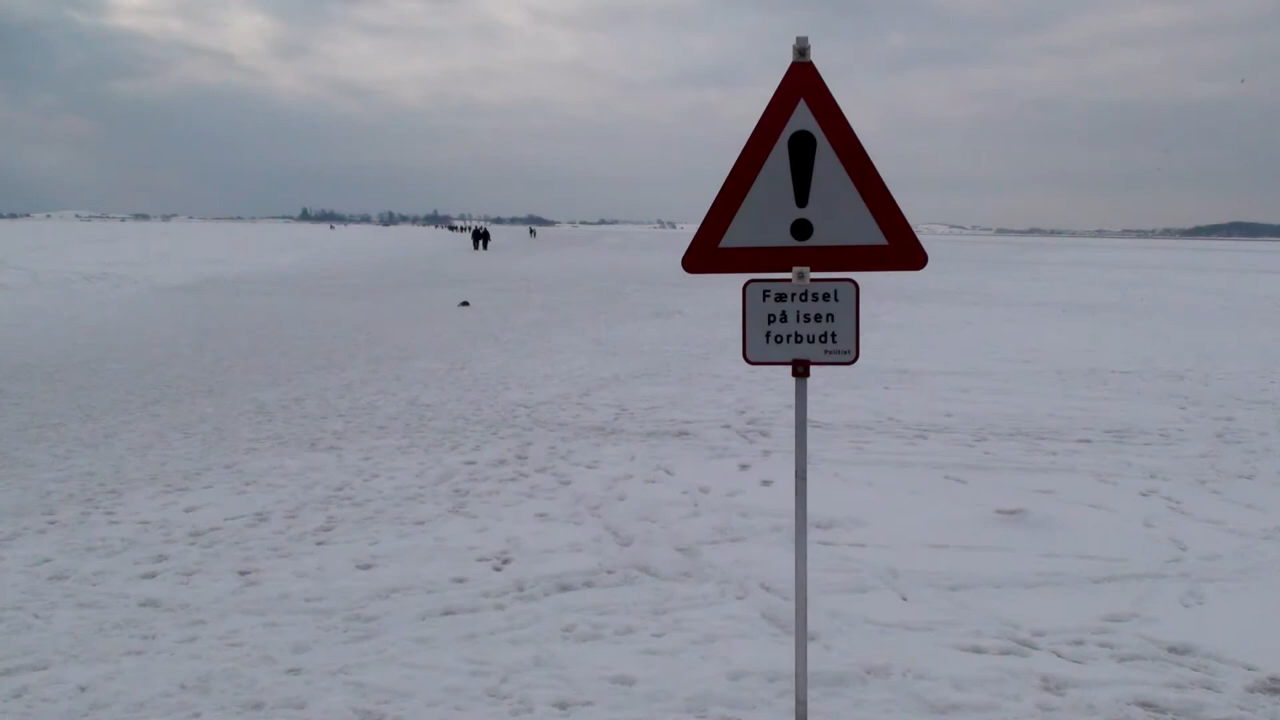 Færdsel
på isen
forbudt
Politiet